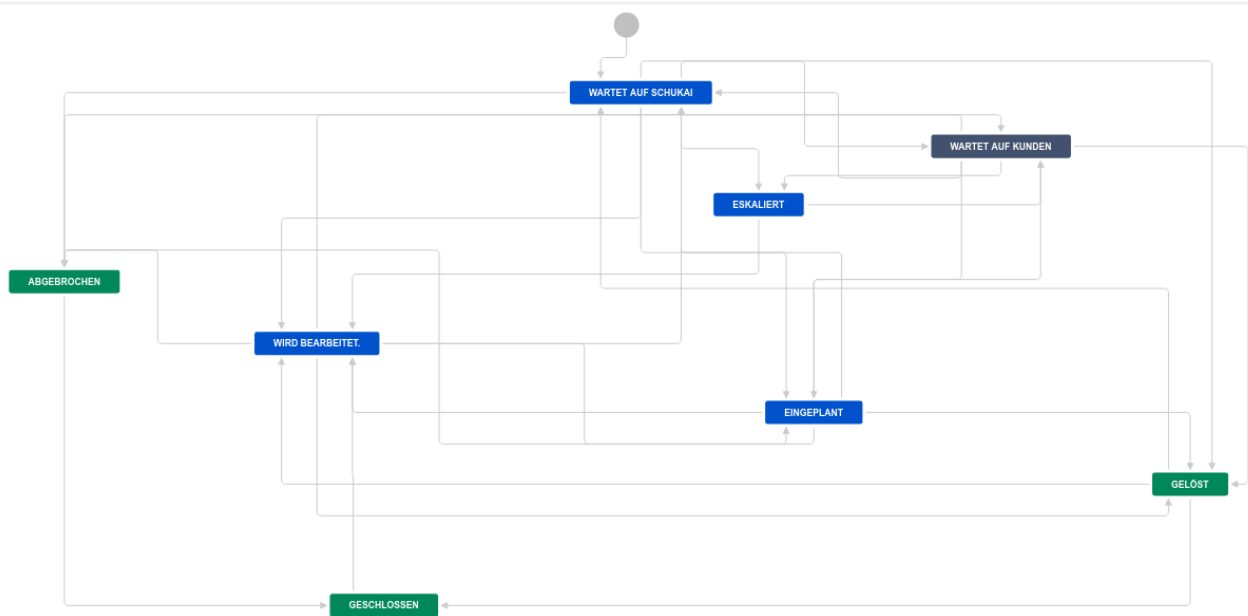 WARTET AUF SCHUKAI
WARTET AUF KUNDEN
ESKALIERT
ABGEBROCHEN
WIRD BEARBEITET.
EINGEPLANT
GELÖST
GESCHLOSSEN